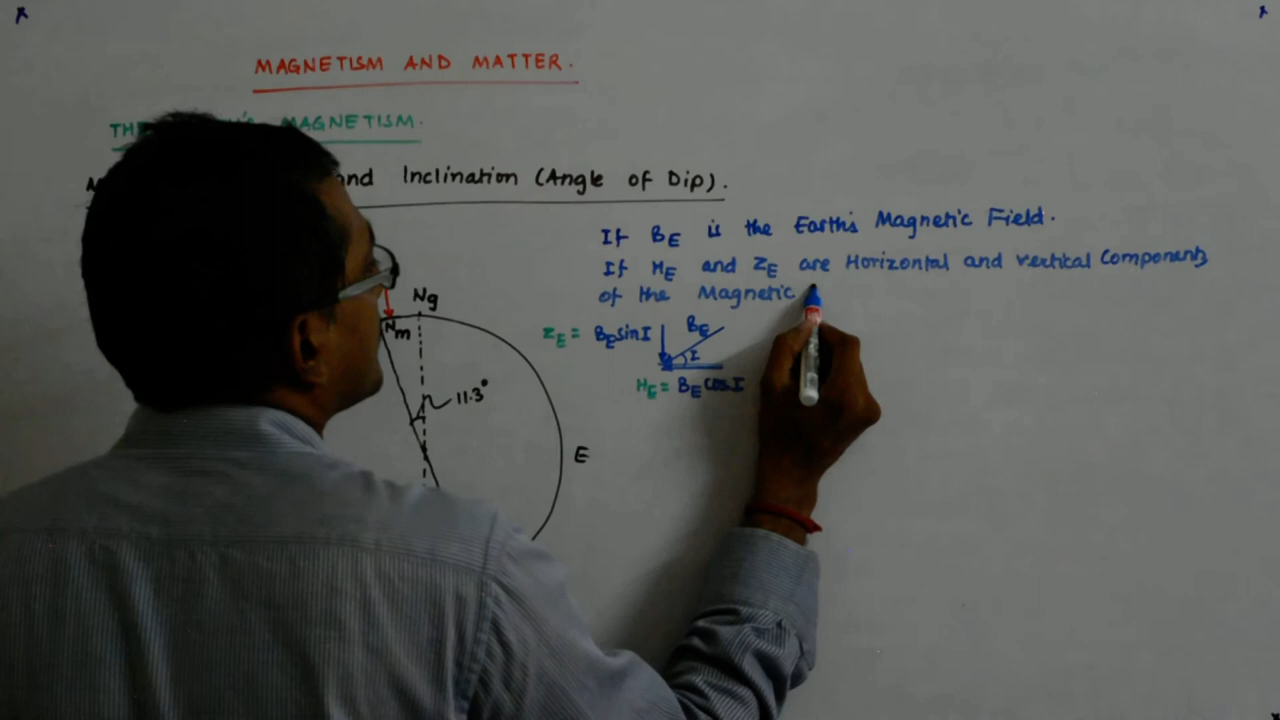 MAGNETISM AND MATTER.
MAGNETISM.
and Inclination (Angle of Dip).
If BE is the Earth's Magnetic Field.
If HE and ZE are Horizontal and vertical Components
of the Magnetic
Ng
Nm
11.3°
E
ZE = BE sin I
BE
I
HE = BE cos I